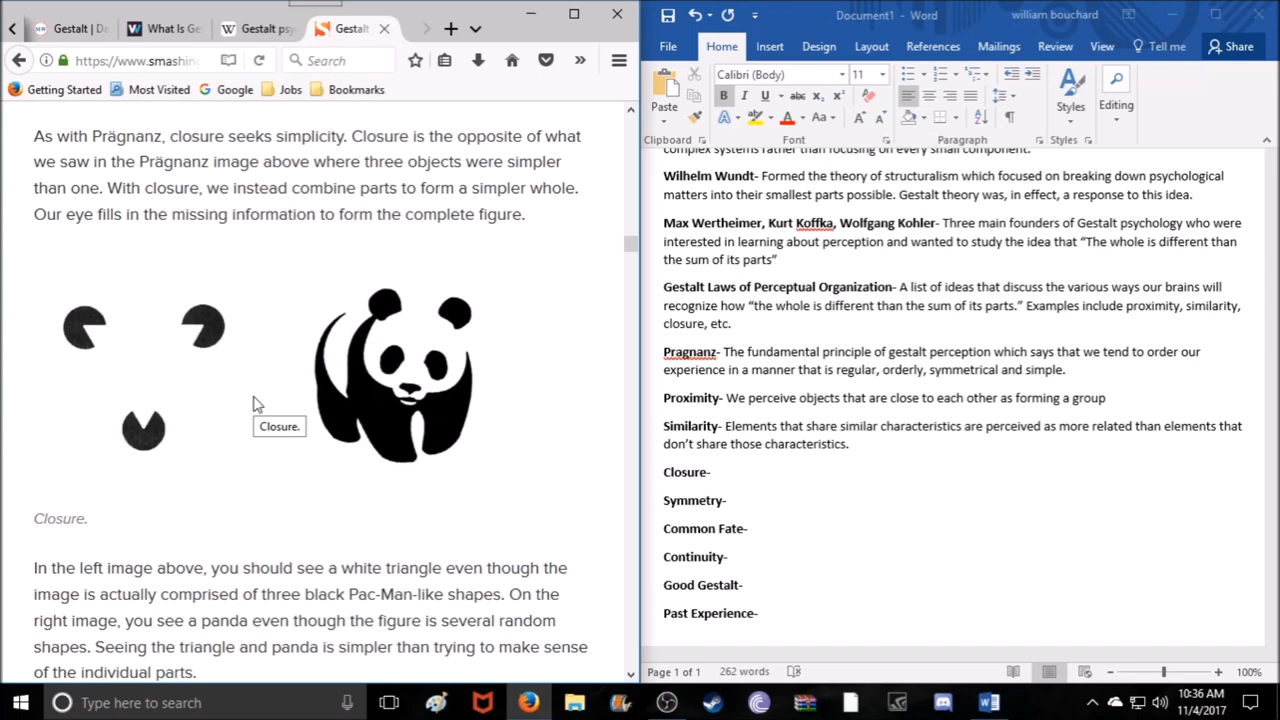 Gestalt | De
What Is Ge
Gestalt psy
Gestalt
https://www.smashing
Search
Getting Started
Most Visited
Google
Jobs
Bookmarks
As with Prägnanz, closure seeks simplicity. Closure is the opposite of what
we saw in the Prägnanz image above where three objects were simpler
than one. With closure, we instead combine parts to form a simpler whole.
Our eye fills in the missing information to form the complete figure.
Closure.
Closure.
In the left image above, you should see a white triangle even though the
image is actually comprised of three black Pac-Man-like shapes. On the
right image, you see a panda even though the figure is several random
shapes. Seeing the triangle and panda is simpler than trying to make sense
of the individual parts.
Document1 - Word
william bouchard
File Home Insert Design Layout References Mailings Review View Tell me Share
Calibri (Body) 11
Paste
Styles
Editing
Clipboard
Font
Paragraph
Styles
complex systems rather than focusing on every small component.
Wilhelm Wundt- Formed the theory of structuralism which focused on breaking down psychological
matters into their smallest parts possible. Gestalt theory was, in effect, a response to this idea.
Max Wertheimer, Kurt Koffka, Wolfgang Kohler- Three main founders of Gestalt psychology who were
interested in learning about perception and wanted to study the idea that “The whole is different than
the sum of its parts”
Gestalt Laws of Perceptual Organization- A list of ideas that discuss the various ways our brains will
recognize how “the whole is different than the sum of its parts.” Examples include proximity, similarity,
closure, etc.
Pragnanz- The fundamental principle of gestalt perception which says that we tend to order our
experience in a manner that is regular, orderly, symmetrical and simple.
Proximity- We perceive objects that are close to each other as forming a group
Similarity- Elements that share similar characteristics are perceived as more related than elements that
don’t share those characteristics.
Closure-
Symmetry-
Common Fate-
Continuity-
Good Gestalt-
Past Experience-
Page 1 of 1 262 words
100%
Type here to search
10:36 AM
11/4/2017